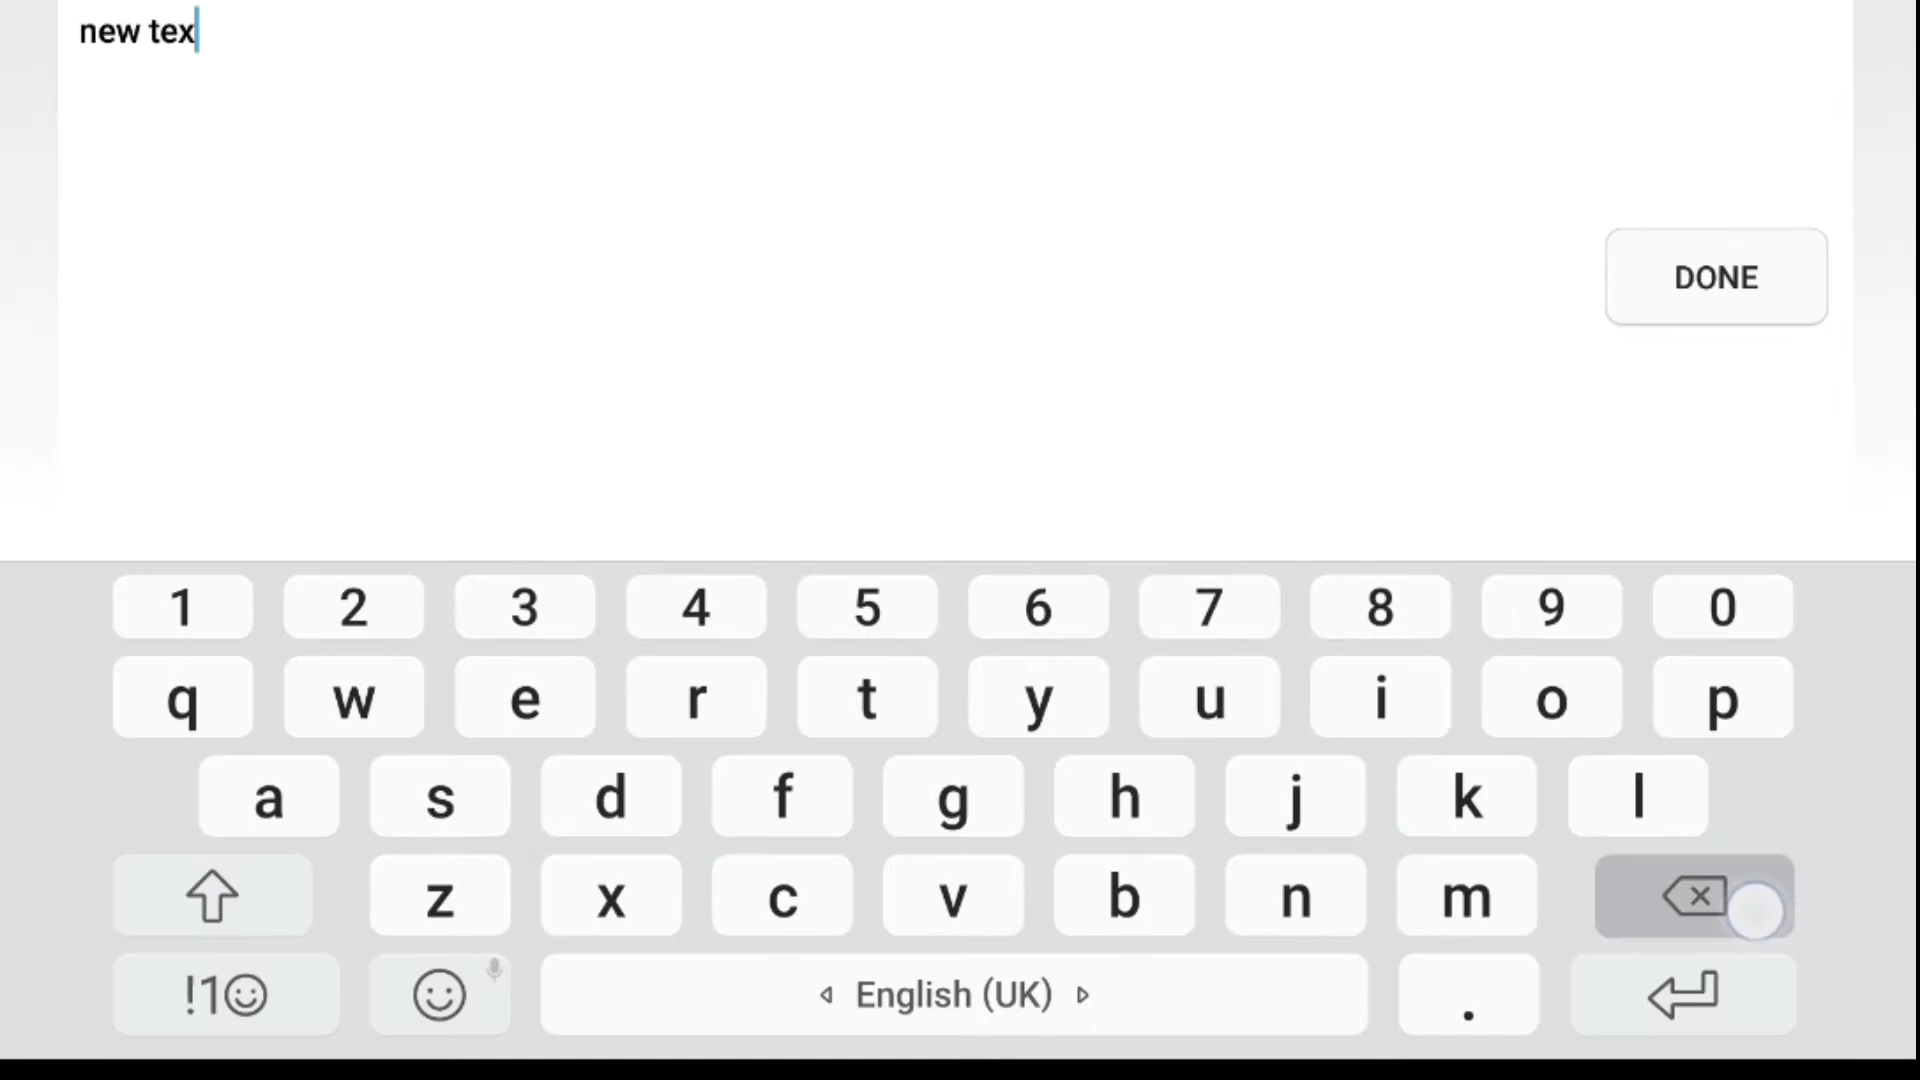 new tex
DONE
1 2 3 4 5 6 7 8 9 0
q w e r t y u i o p
a s d f g h j k l
z x c v b n m
!1☺ English (UK) .